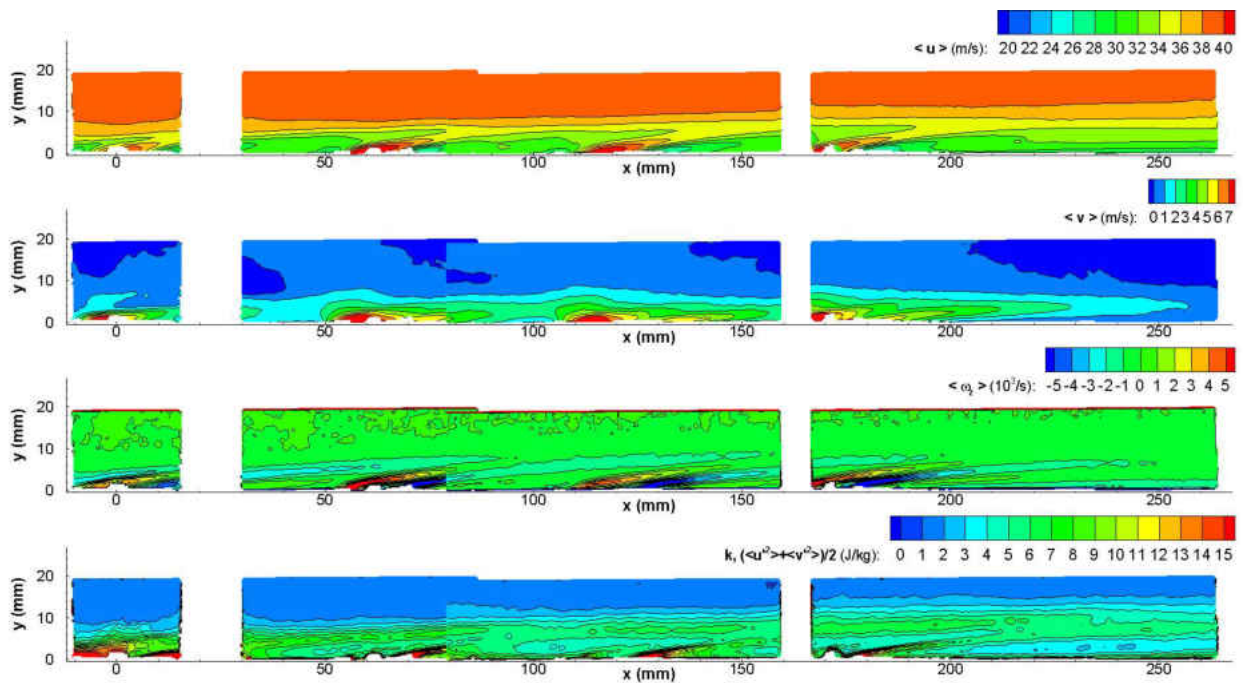 < u > (m/s): 20 22 24 26 28 30 32 34 36 38 40
y (mm)
20
10
0
0 50 100 150 200 250
x (mm)
< v > (m/s): 0 1 2 3 4 5 6 7
y (mm)
20
10
0
0 50 100 150 200 250
x (mm)
< ω_z > (10³/s): -5 -4 -3 -2 -1 0 1 2 3 4 5
y (mm)
20
10
0
0 50 100 150 200 250
x (mm)
k, (<u'²>+<v'²>)/2 (J/kg): 0 1 2 3 4 5 6 7 8 9 10 11 12 13 14 15
y (mm)
20
10
0
0 50 100 150 200 250
x (mm)